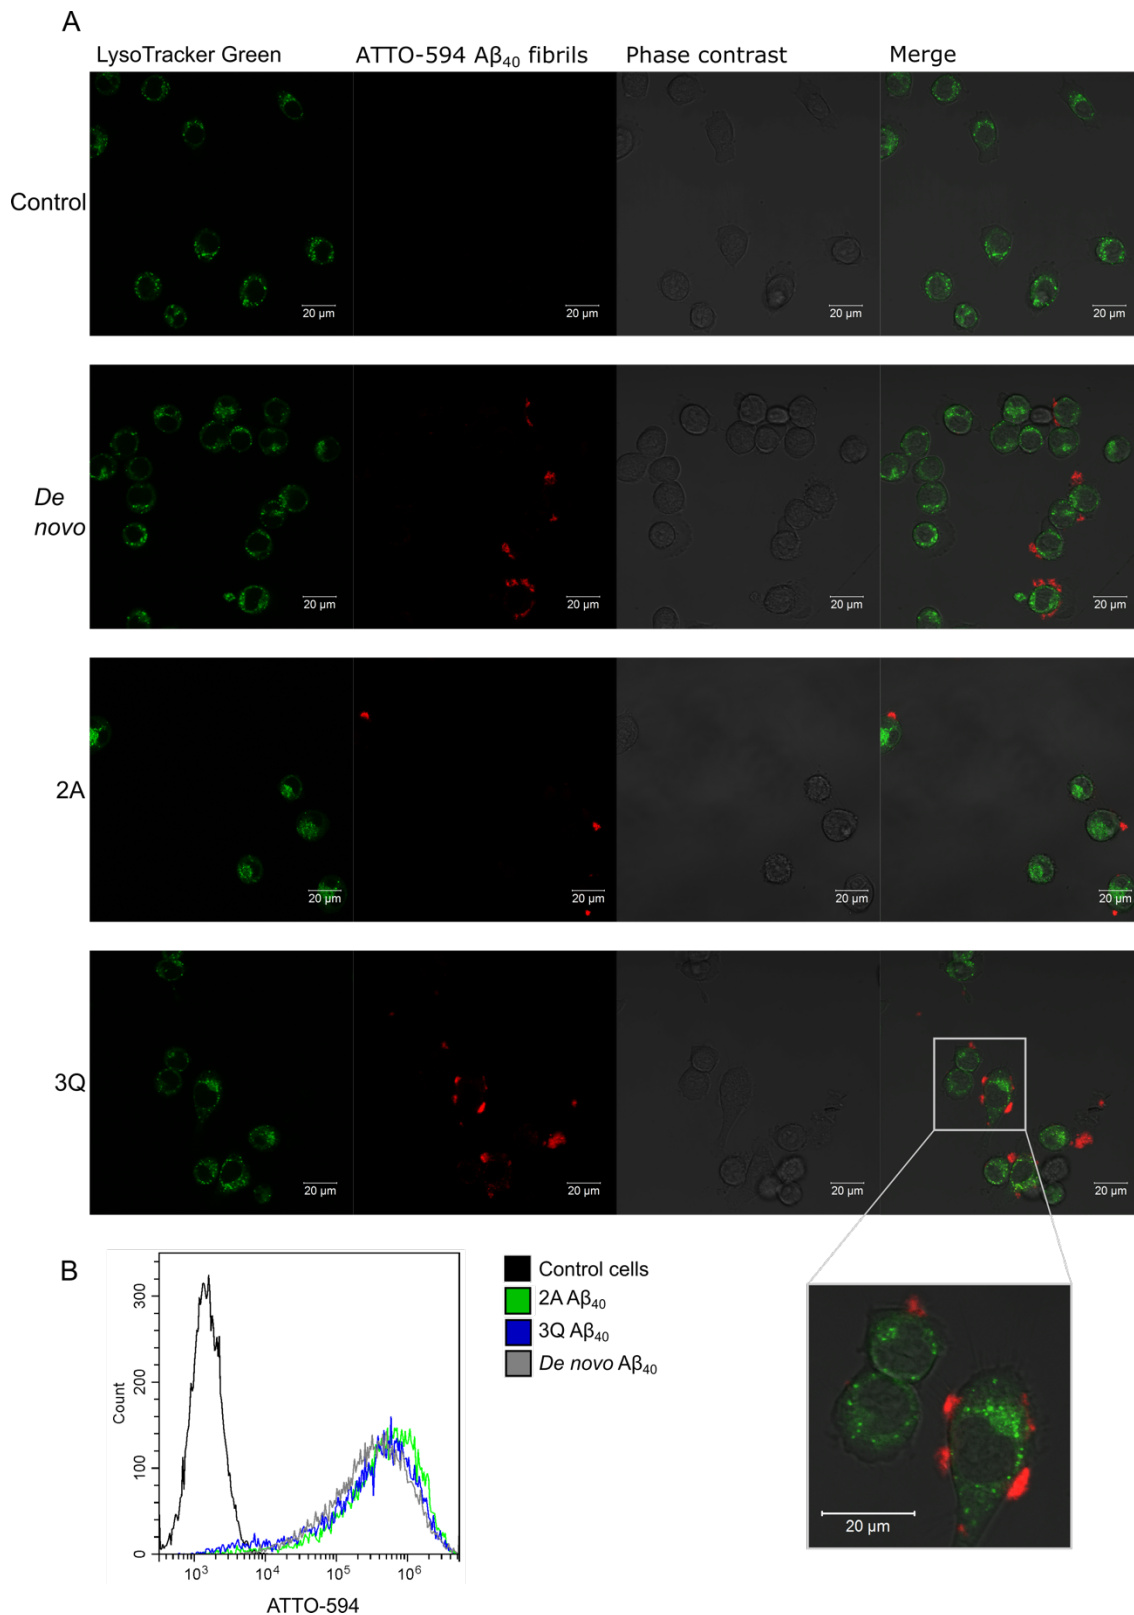 A
LysoTracker Green ATTO-594 Aβ₄₀ fibrils Phase contrast Merge
Control
20 µm 20 µm 20 µm 20 µm
De
novo
20 µm 20 µm 20 µm 20 µm
2A
20 µm 20 µm 20 µm 20 µm
3Q
20 µm 20 µm 20 µm 20 µm
B
Count
300
200
100
0
10³ 10⁴ 10⁵ 10⁶
ATTO-594
Control cells
2A Aβ₄₀
3Q Aβ₄₀
De novo Aβ₄₀
20 µm